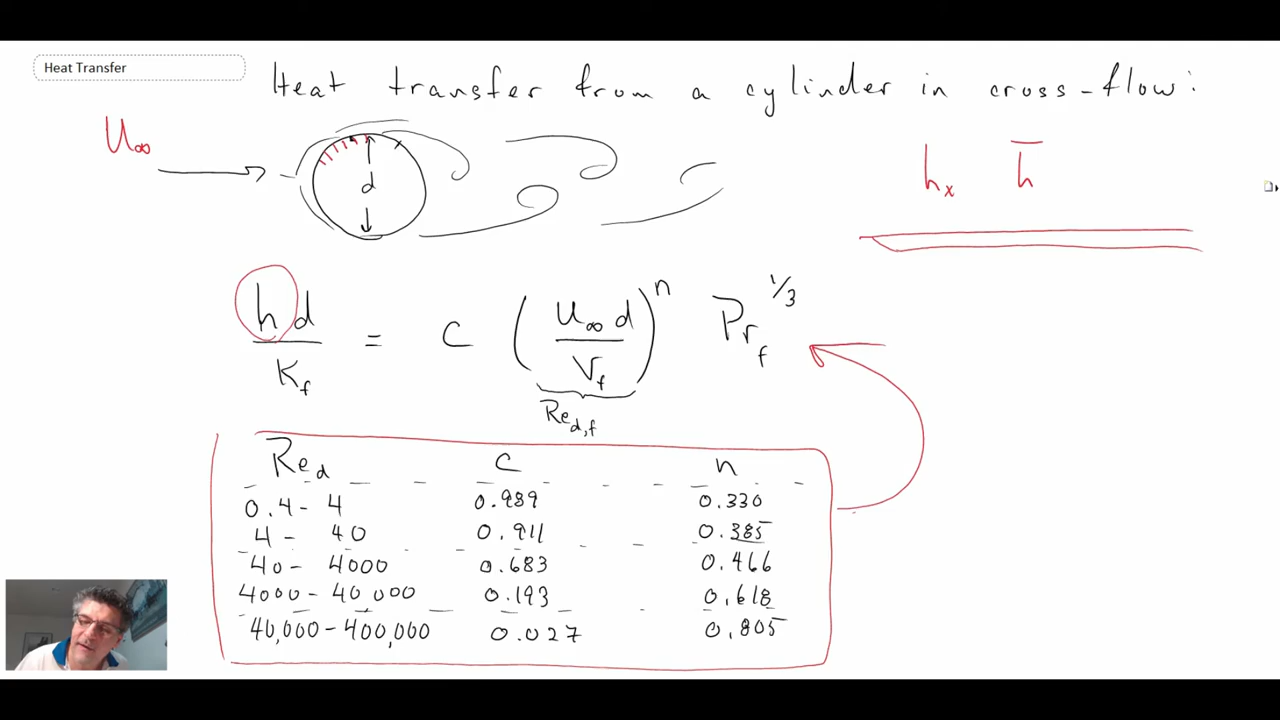 Heat Transfer
Heat transfer from a cylinder in cross-flow:
U∞
d
hx h̄
hd/Kf = C (U∞ d/νf)^n Prf^1/3
Red,f
Red C n
0.4 - 4 0.989 0.330
4 - 40 0.911 0.385
40 - 4000 0.683 0.466
4000 - 40 000 0.193 0.618
40,000 - 400,000 0.027 0.805